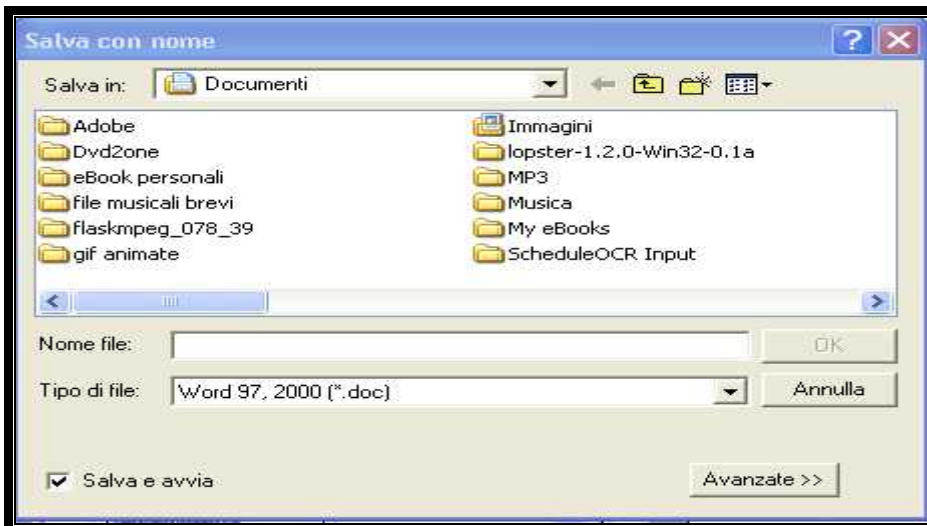 Salva con nome
Salva in: Documenti
Adobe
Dvd2one
eBook personali
file musicali brevi
flaskmpeg_078_39
gif animate
Immagini
lopster-1.2.0-Win32-0.1a
MP3
Musica
My eBooks
ScheduleOCR Input
Nome file:
OK
Tipo di file: Word 97, 2000 (*.doc)
Annulla
Salva e avvia
Avanzate >>